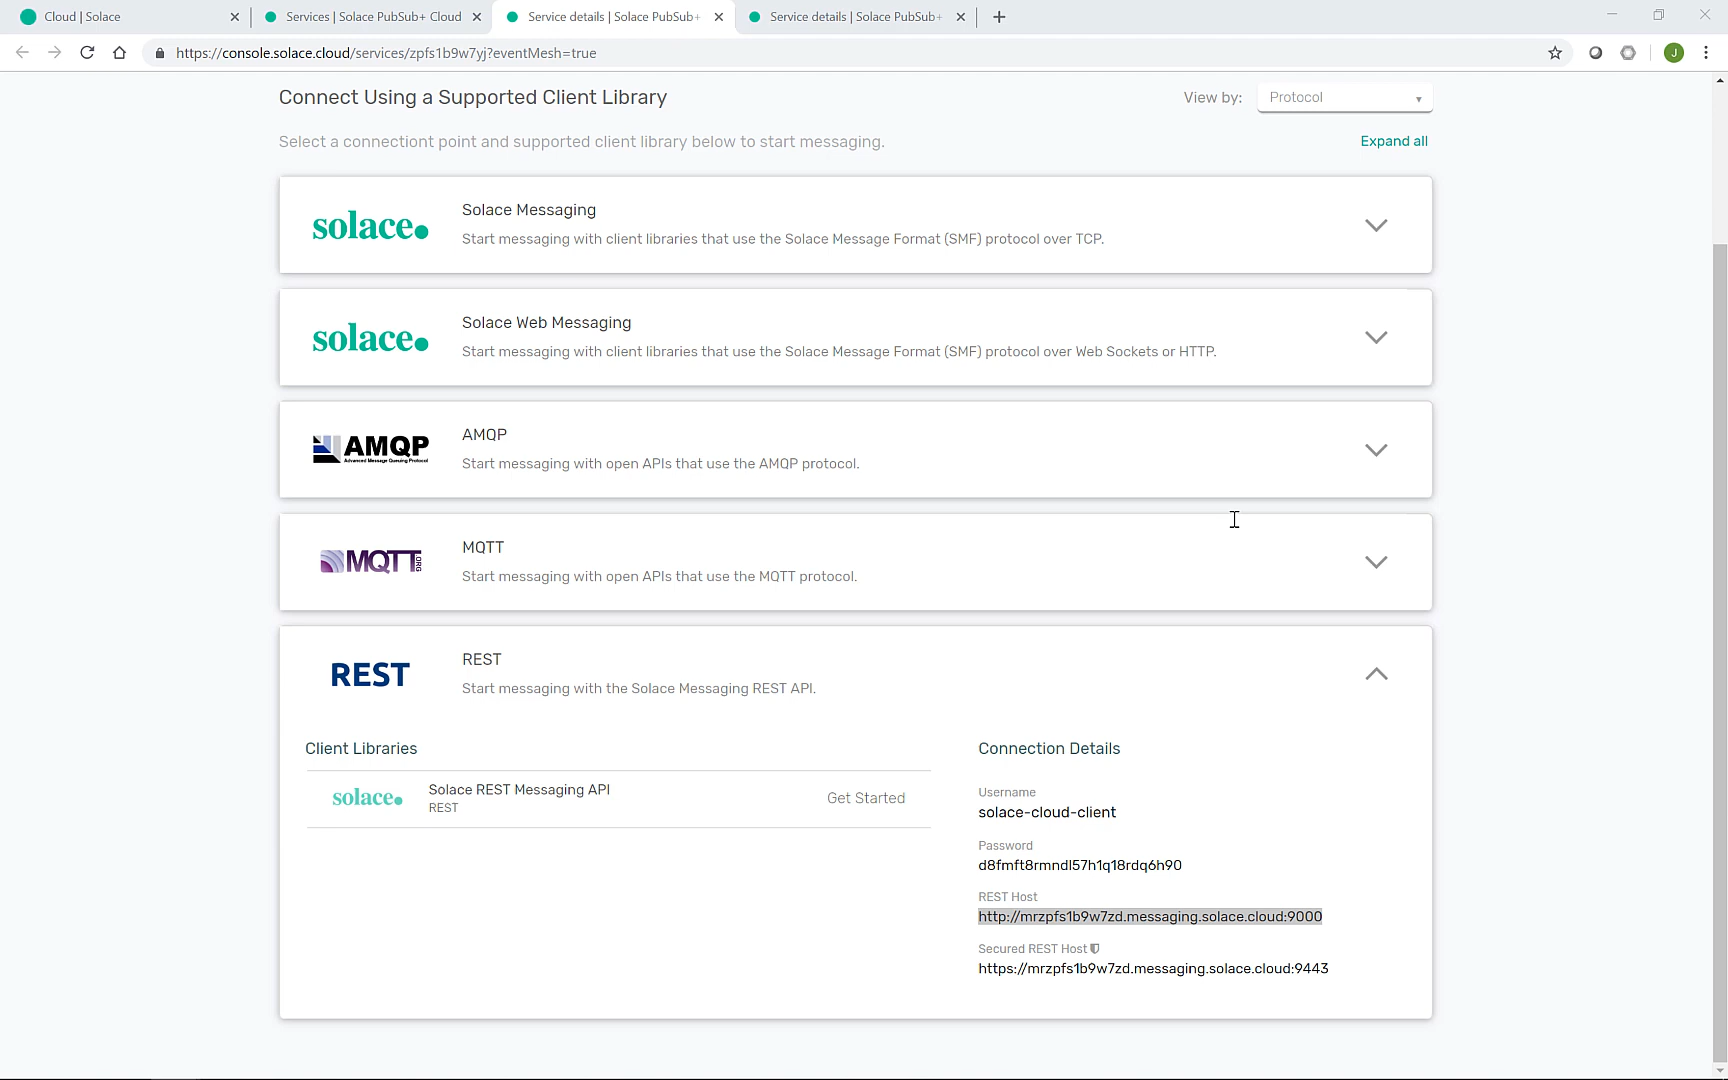 Cloud | Solace
Services | Solace PubSub+ Cloud
Service details | Solace PubSub+
Service details | Solace PubSub+
https://console.solace.cloud/services/zpfs1b9w7yj?eventMesh=true
J
Connect Using a Supported Client Library
View by:
Protocol
Select a connectiont point and supported client library below to start messaging.
Expand all
solace.
Solace Messaging
Start messaging with client libraries that use the Solace Message Format (SMF) protocol over TCP.
solace.
Solace Web Messaging
Start messaging with client libraries that use the Solace Message Format (SMF) protocol over Web Sockets or HTTP.
AMQP
Advanced Message Queuing Protocol
AMQP
Start messaging with open APIs that use the AMQP protocol.
MQTT.ORG
MQTT
Start messaging with open APIs that use the MQTT protocol.
REST
REST
Start messaging with the Solace Messaging REST API.
Client Libraries
solace.
Solace REST Messaging API
REST
Get Started
Connection Details
Username
solace-cloud-client
Password
d8fmft8rmndl57h1q18rdq6h90
REST Host
http://mrzpfs1b9w7zd.messaging.solace.cloud:9000
Secured REST Host
https://mrzpfs1b9w7zd.messaging.solace.cloud:9443